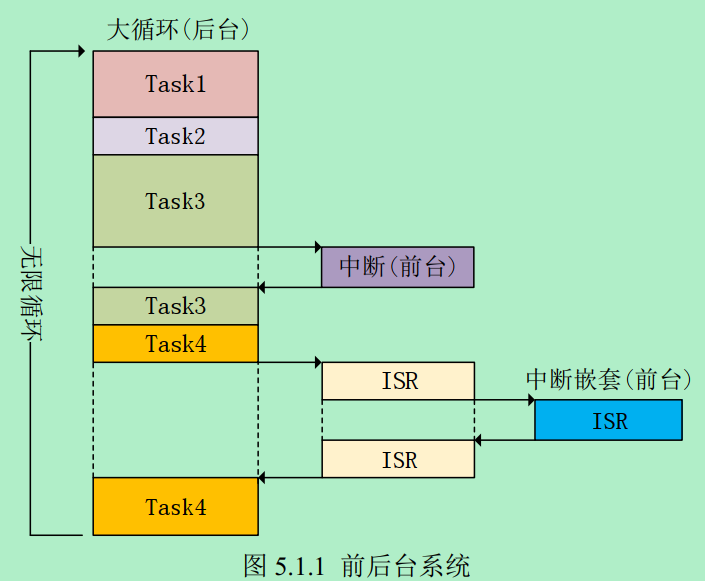 大循环(后台)
Task1
Task2
Task3
中断(前台)
无限循环
Task3
Task4
ISR
中断嵌套(前台)
ISR
ISR
Task4
图 5.1.1 前后台系统